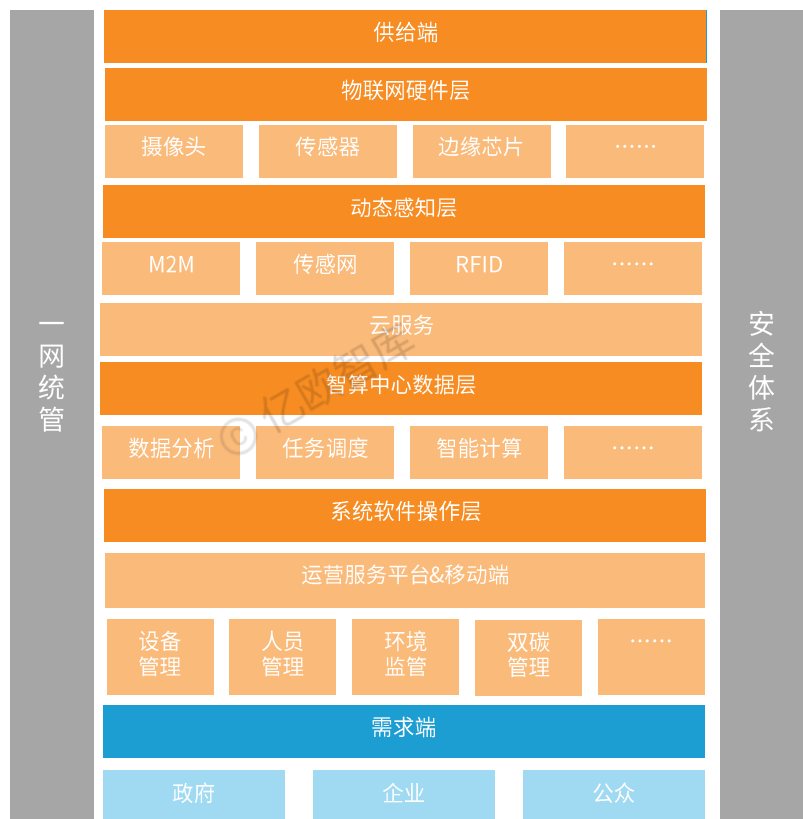 供给端
物联网硬件层
摄像头
传感器
边缘芯片
……
动态感知层
M2M
传感网
RFID
……
云服务
智算中心数据层
数据分析
任务调度
智能计算
……
系统软件操作层
运营服务平台&移动端
设备
管理
人员
管理
环境
监管
双碳
管理
……
需求端
政府
企业
公众
一
网
统
管
安
全
体
系
© 亿欧智库